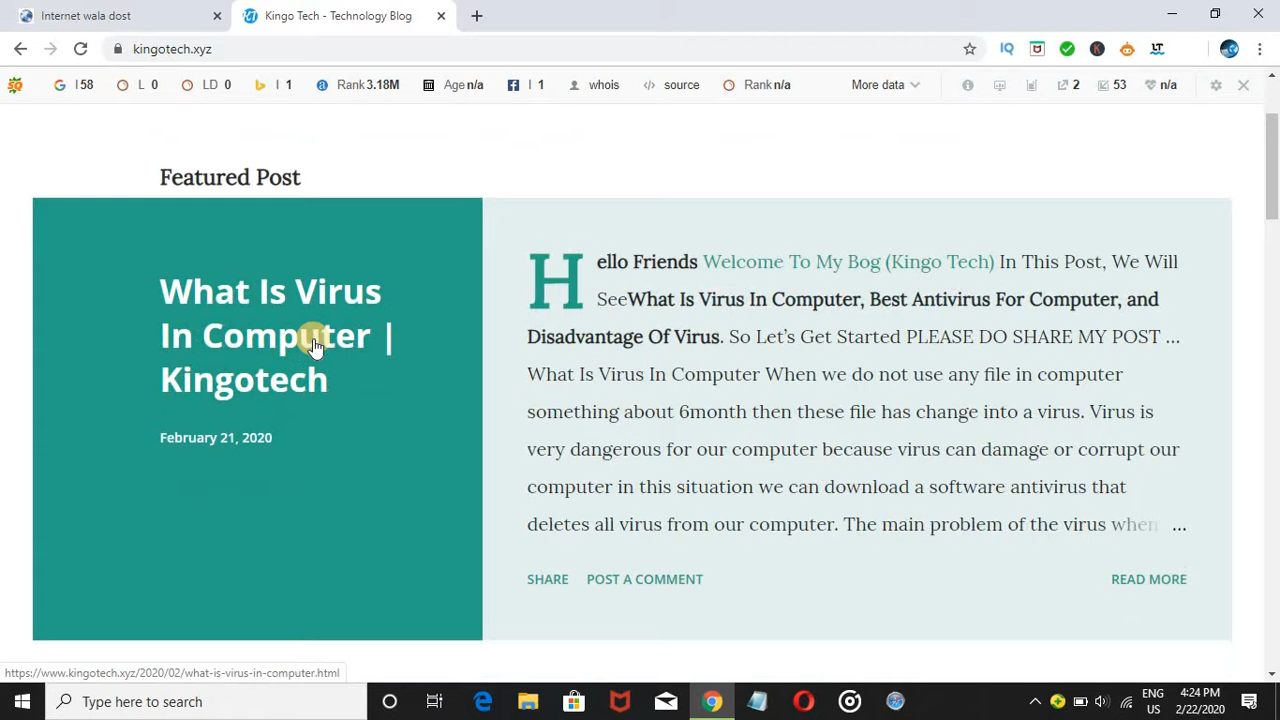 Internet wala dost
Kingo Tech - Technology Blog
kingotech.xyz
I 58
L 0
LD 0
I 1
Rank 3.18M
Age n/a
I 1
whois
source
Rank n/a
More data
2
53
n/a
Featured Post
What Is Virus
In Computer |
Kingotech
February 21, 2020
Hello Friends Welcome To My Bog (Kingo Tech) In This Post, We Will
SeeWhat Is Virus In Computer, Best Antivirus For Computer, and
Disadvantage Of Virus. So Let’s Get Started PLEASE DO SHARE MY POST ...
What Is Virus In Computer When we do not use any file in computer
something about 6month then these file has change into a virus. Virus is
very dangerous for our computer because virus can damage or corrupt our
computer in this situation we can download a software antivirus that
deletes all virus from our computer. The main problem of the virus when ...
SHARE POST A COMMENT READ MORE
https://www.kingotech.xyz/2020/02/what-is-virus-in-computer.html
Type here to search
ENG
US
4:24 PM
2/22/2020